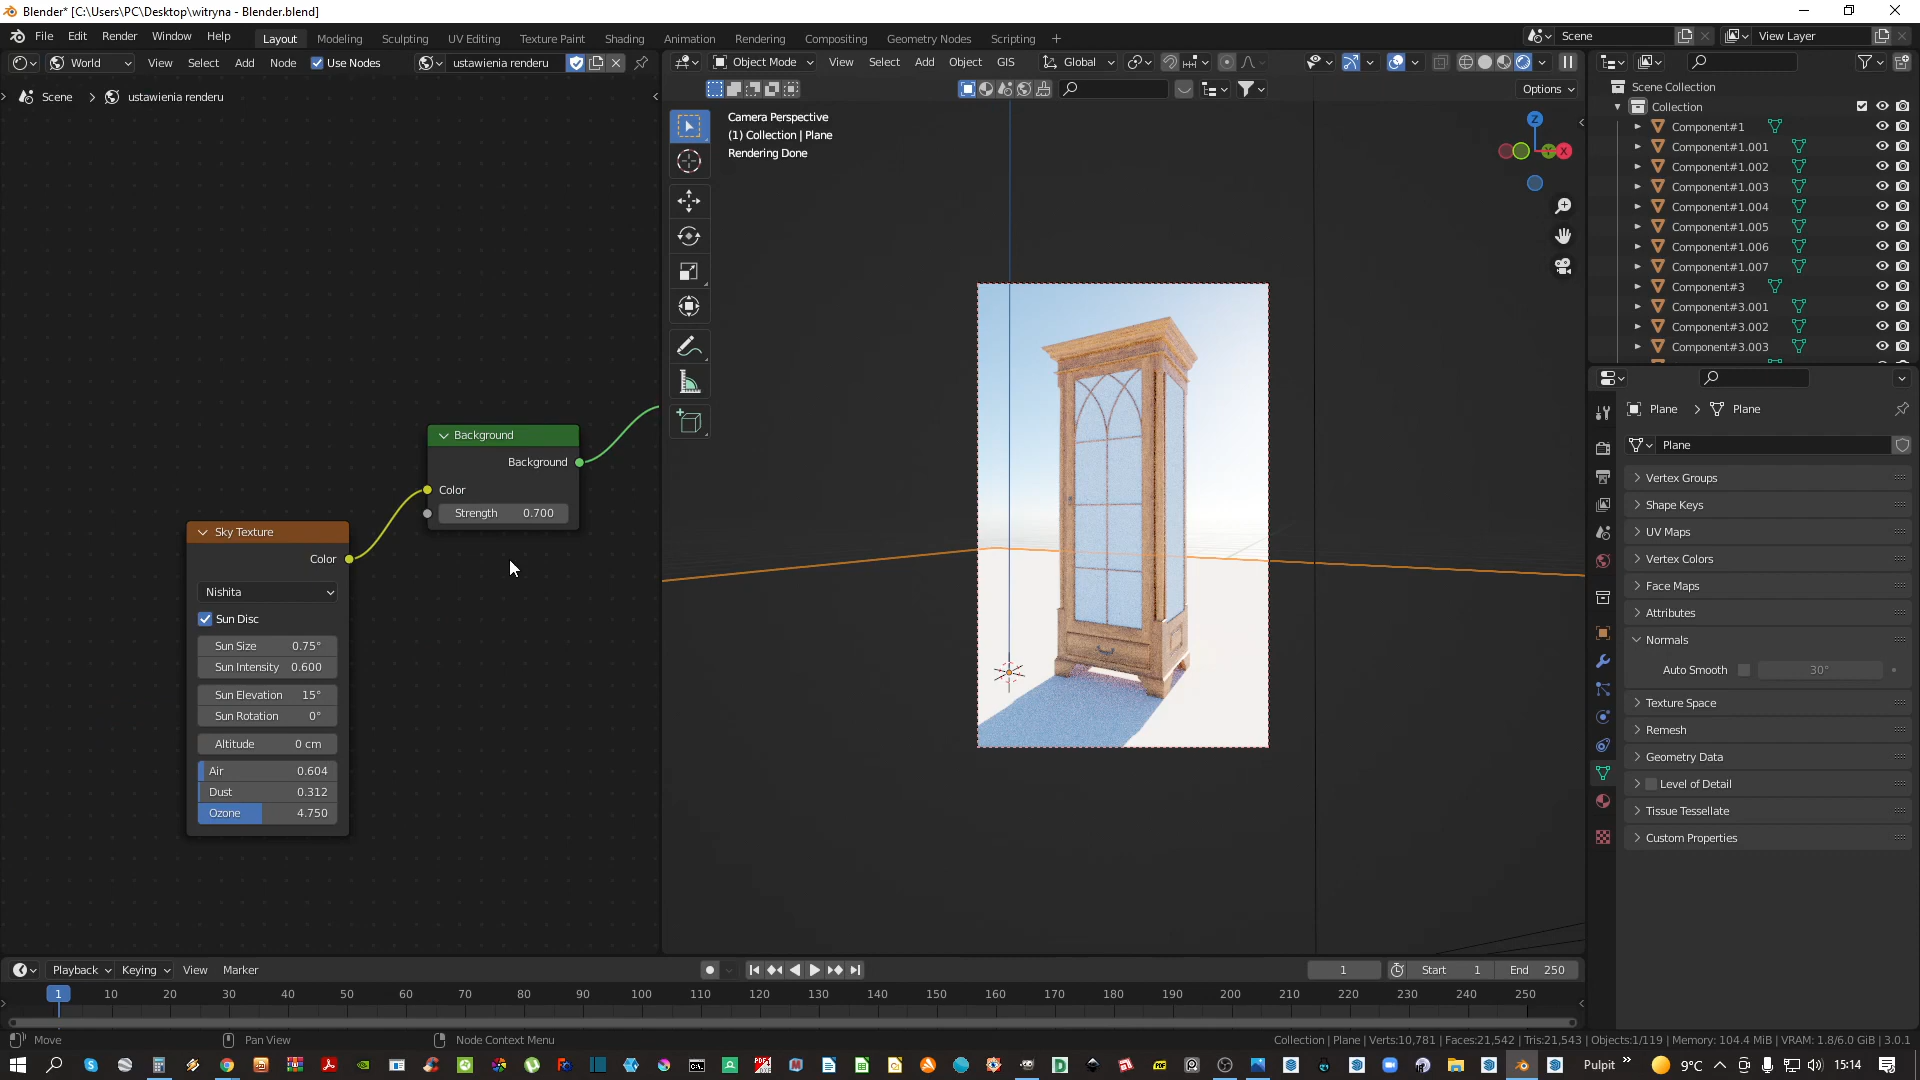 Blender* [C:\Users\PC\Desktop\witryna - Blender.blend]
File Edit Render Window Help Layout Modeling Sculpting UV Editing Texture Paint Shading Animation Rendering Compositing Geometry Nodes Scripting + Scene View Layer
World View Select Add Node Use Nodes ustawienia renderu Object Mode View Select Add Object GIS Global
Options
Scene > ustawienia renderu
Camera Perspective
(1) Collection | Plane
Rendering Done
Z
Y
X
Scene Collection
Collection
Component#1
Component#1.001
Component#1.002
Component#1.003
Component#1.004
Component#1.005
Component#1.006
Component#1.007
Component#3
Component#3.001
Component#3.002
Component#3.003
Background
Background
Color
Strength 0.700
Sky Texture
Color
Nishita
Sun Disc
Sun Size 0.75°
Sun Intensity 0.600
Sun Elevation 15°
Sun Rotation 0°
Altitude 0 cm
Air 0.604
Dust 0.312
Ozone 4.750
Plane > Plane
Plane
Vertex Groups
Shape Keys
UV Maps
Vertex Colors
Face Maps
Attributes
Normals
Auto Smooth 30°
Texture Space
Remesh
Geometry Data
Level of Detail
Tissue Tessellate
Custom Properties
Playback Keying View Marker 1 Start 1 End 250
1 10 20 30 40 50 60 70 80 90 100 110 120 130 140 150 160 170 180 190 200 210 220 230 240 250
Move Pan View Node Context Menu Collection | Plane | Verts:10,781 | Faces:21,542 | Tris:21,543 | Objects:1/119 | Memory: 104.4 MiB | VRAM: 1.8/6.0 GiB | 3.0.1
Pulpit » 9°C 15:14